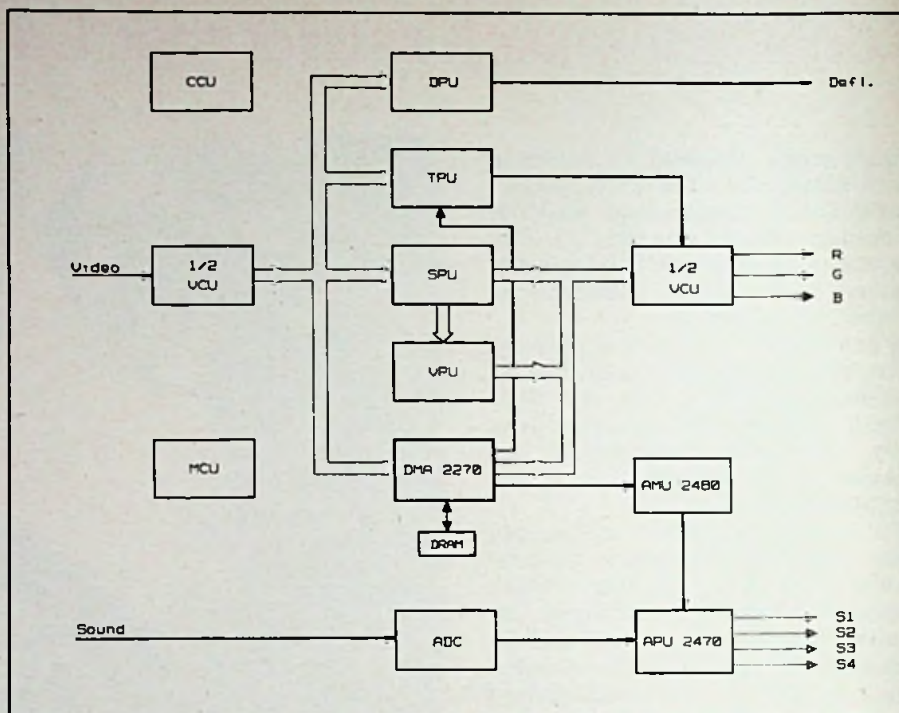 CCU
DPU
Defl.
TPU
Video
1/2
VCU
SPU
1/2
VCU
R
G
B
VPU
MCU
DMA 2270
AMU 2480
DRAM
Sound
ADC
APU 2470
S1
S2
S3
S4